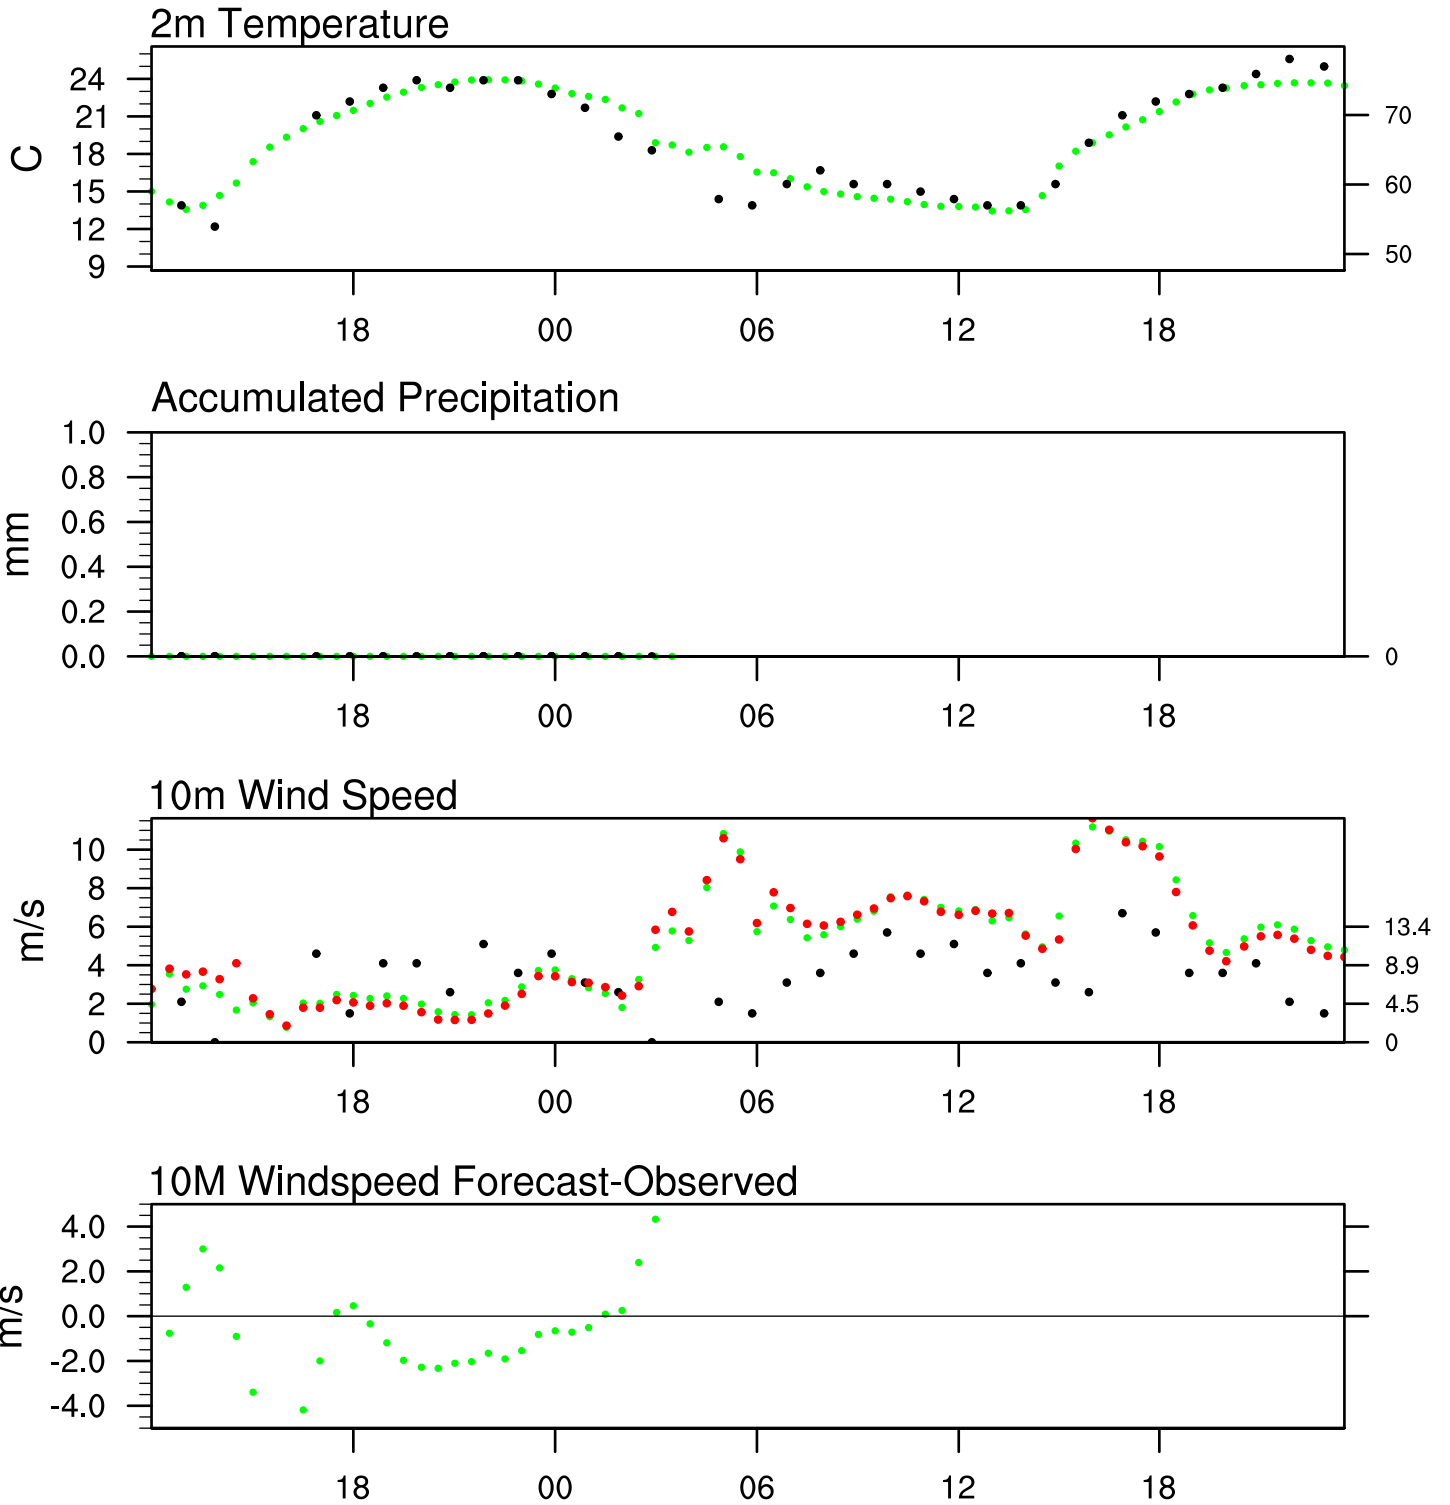 2m Temperature
24
21
18
15
12
9
C
70
60
50
18 00 06 12 18
Accumulated Precipitation
1.0
0.8
0.6
0.4
0.2
0.0
mm
0
18 00 06 12 18
10m Wind Speed
10
8
6
4
2
0
m/s
13.4
8.9
4.5
0
18 00 06 12 18
10M Windspeed Forecast-Observed
4.0
2.0
0.0
-2.0
-4.0
m/s
18 00 06 12 18